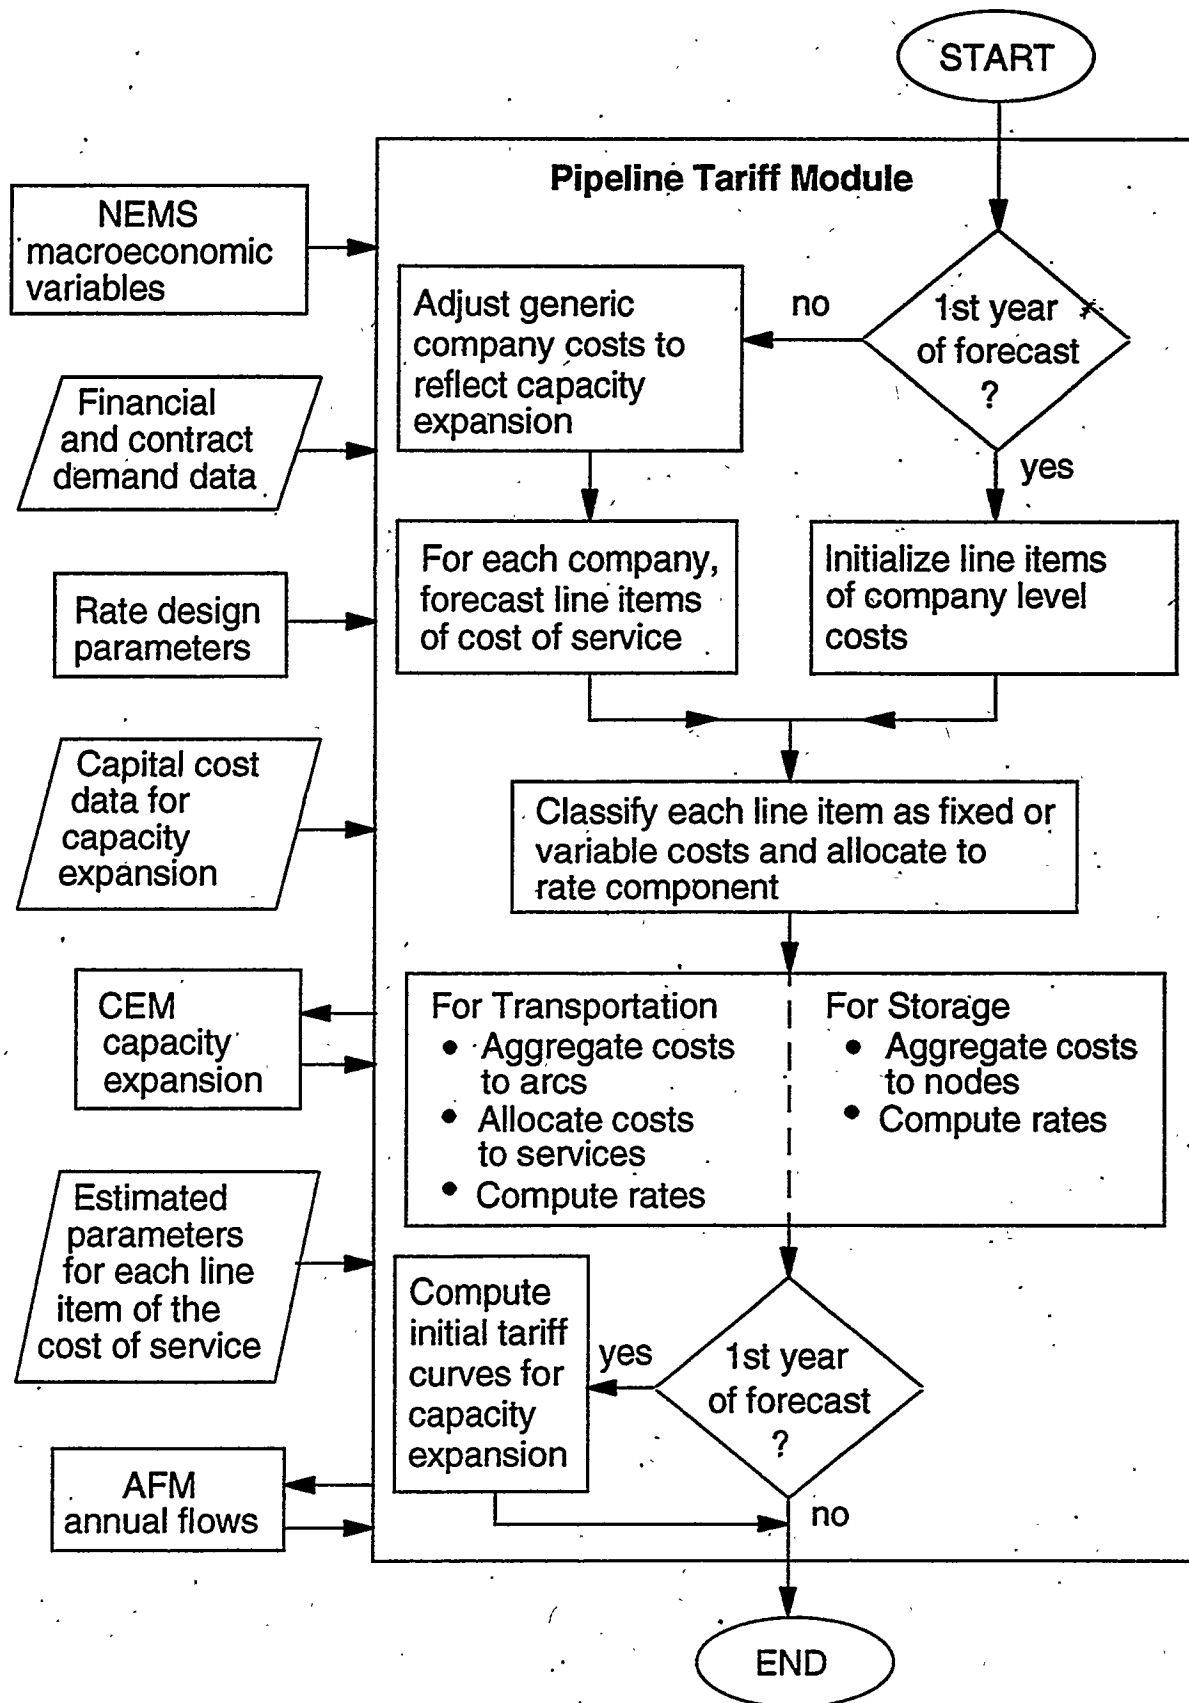 START
Pipeline Tariff Module
NEMS
macroeconomic
variables
Financial
and contract
demand data
Rate design
parameters
Capital cost
data for
capacity
expansion
CEM
capacity
expansion
Estimated
parameters
for each line
item of the
cost of service
AFM
annual flows
1st year
of forecast
?
no
yes
Adjust generic
company costs to
reflect capacity
expansion
For each company,
forecast line items
of cost of service
Initialize line items
of company level
costs
Classify each line item as fixed or
variable costs and allocate to
rate component
For Transportation
• Aggregate costs
to arcs
• Allocate costs
to services
• Compute rates
For Storage
• Aggregate costs
to nodes
• Compute rates
1st year
of forecast
?
yes
no
Compute
initial tariff
curves for
capacity
expansion
END